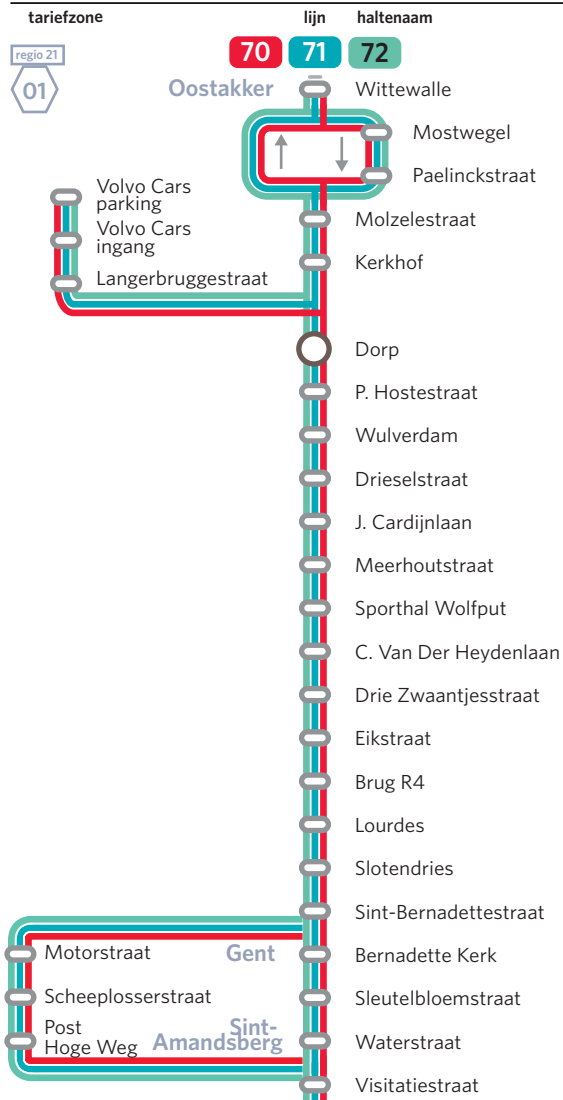 tariefzone
lijn
haltenaam
regio 21
01
70
71
72
Oostakker
Wittewalle
Mostwegel
Paelinckstraat
Volvo Cars
parking
Volvo Cars
ingang
Langerbruggestraat
Molzelestraat
Kerkhof
Dorp
P. Hostestraat
Wulverdam
Drieselstraat
J. Cardijnlaan
Meerhoutstraat
Sporthal Wolfput
C. Van Der Heydenlaan
Drie Zwaantjesstraat
Eikstraat
Brug R4
Lourdes
Slotendries
Sint-Bernadettestraat
Motorstraat
Gent
Bernadette Kerk
Scheeplosserstraat
Sleutelbloemstraat
Post
Hoge Weg
Sint-
Amandsberg
Waterstraat
Visitatiestraat